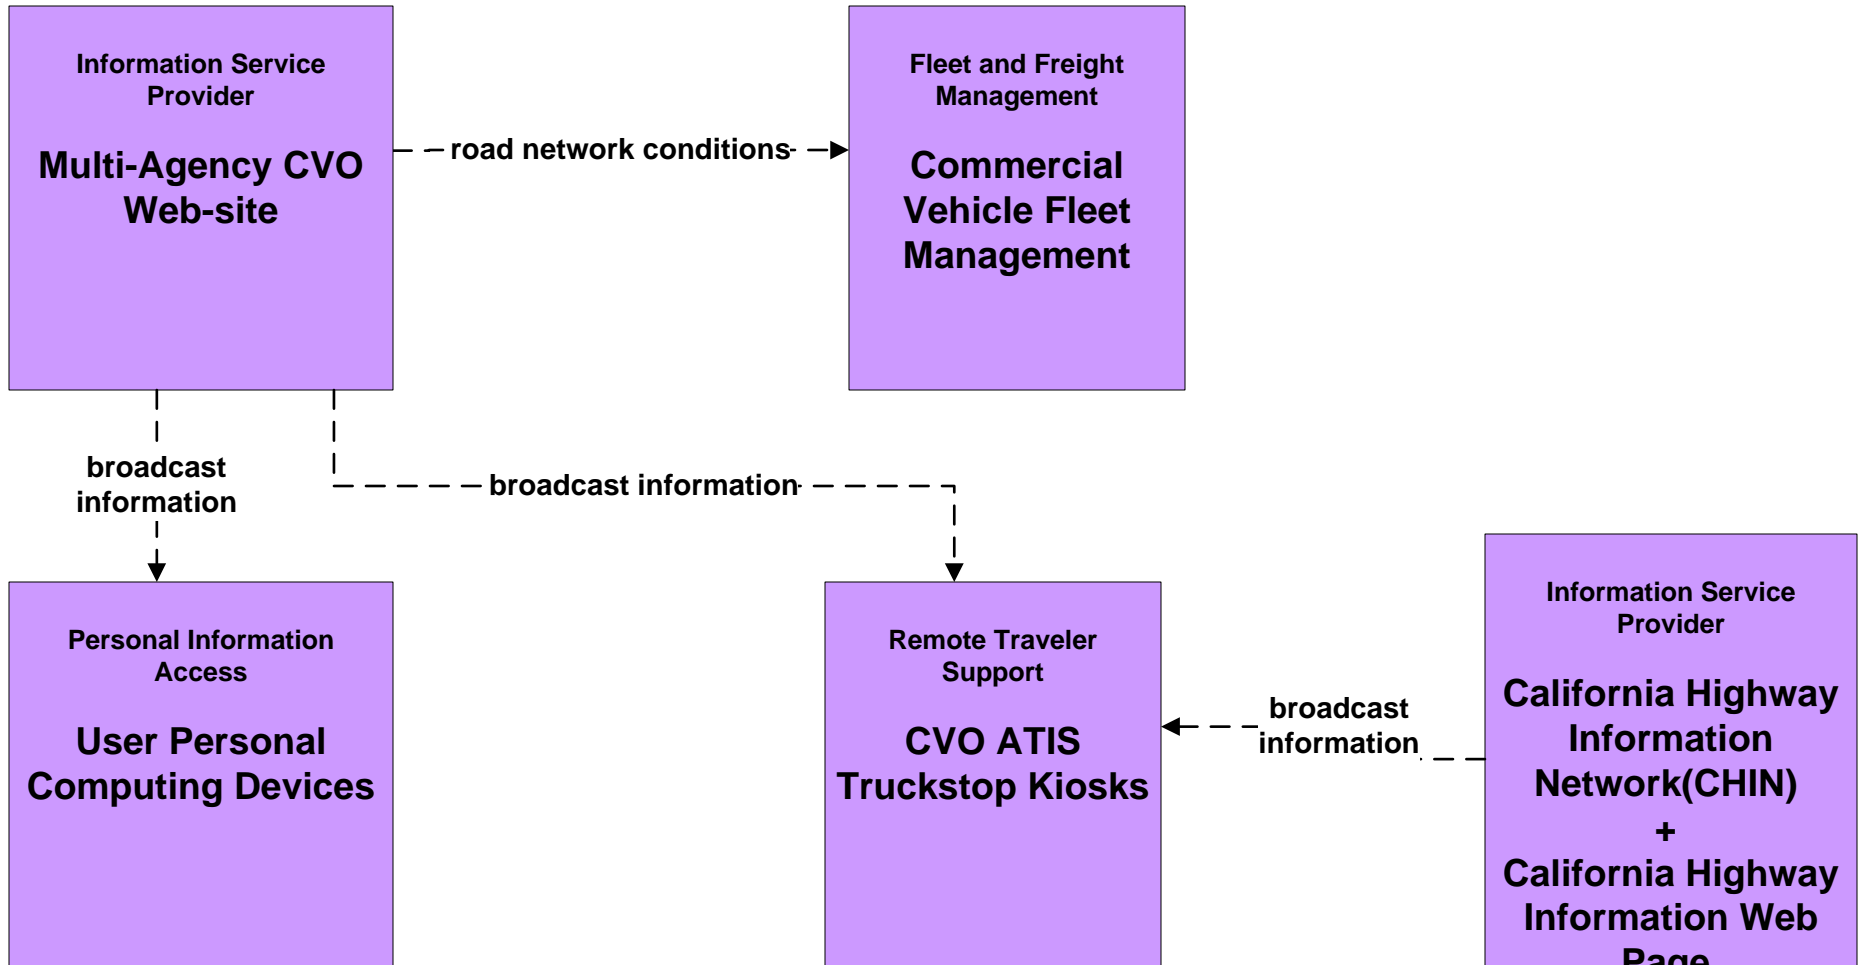 Information Service
Provider
Multi-Agency CVO
Web-site
road network conditions
Fleet and Freight
Management
Commercial
Vehicle Fleet
Management
broadcast
information
broadcast information
Personal Information
Access
User Personal
Computing Devices
Remote Traveler
Support
CVO ATIS
Truckstop Kiosks
broadcast
information
Information Service
Provider
California Highway
Information
Network(CHIN)
+
California Highway
Information Web
Page